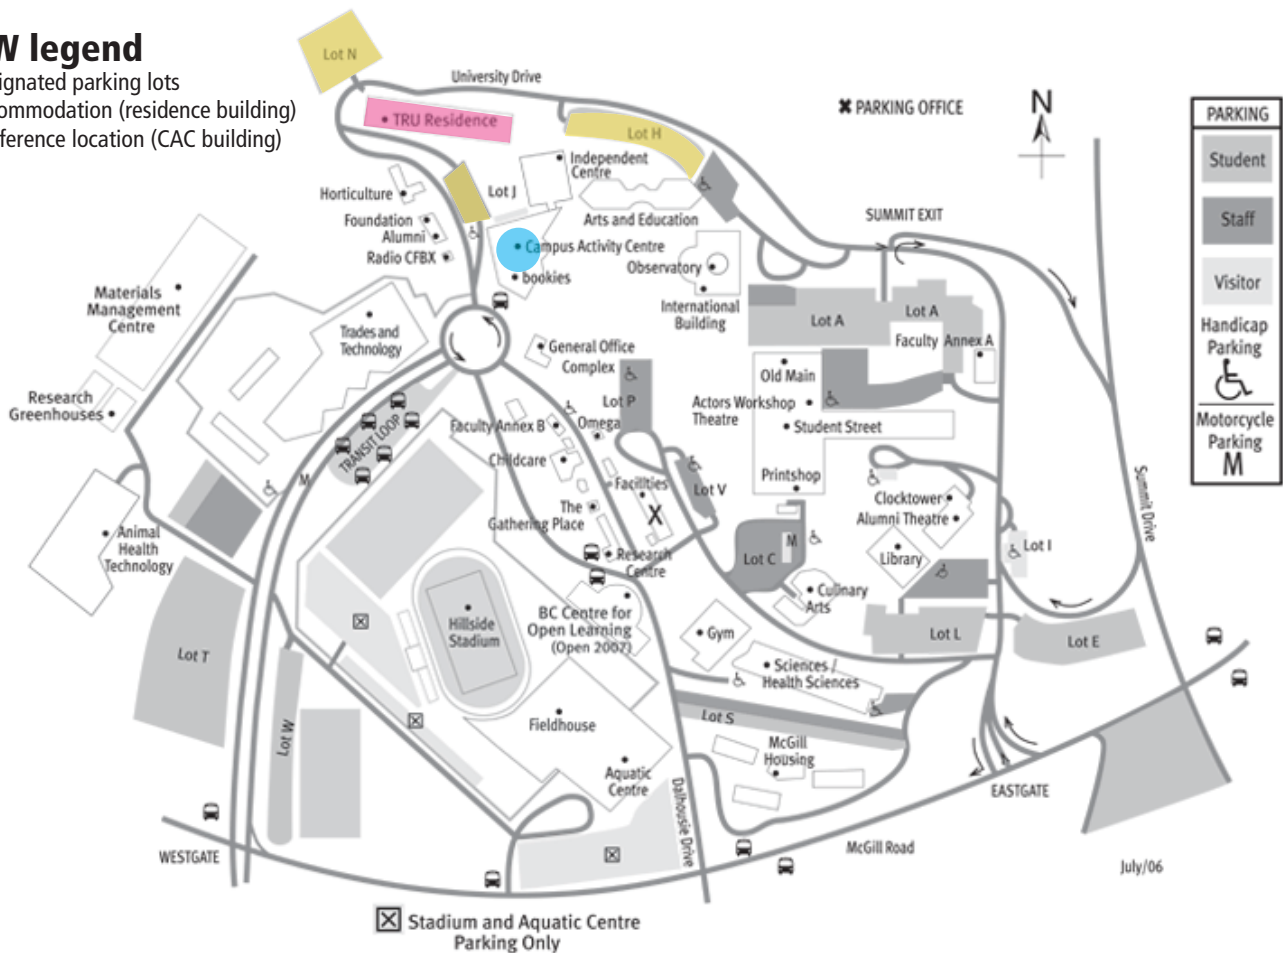 W legend
ignated parking lots
ommodation (residence building)
ference location (CAC building)
Lot N
University Drive
TRU Residence
Lot H
✖ PARKING OFFICE
N
PARKING
Student
Staff
Visitor
Handicap
Parking
Motorcycle
Parking
M
Independent
Centre
Lot J
Horticulture
Foundation
Alumni
Radio CFBX
Arts and Education
SUMMIT EXIT
Campus Activity Centre
bookies
Observatory
International
Building
Materials
Management
Centre
Trades and
Technology
Lot A
Lot A
Faculty Annex A
General Office
Complex
Old Main
Research
Greenhouses
Lot P
Actors Workshop
Theatre
Omega
Faculty Annex B
Student Street
TRANSIT LOOP
Childcare
Printshop
M
Facilities
Lot V
Clocktower
Alumni Theatre
Summit Drive
The
Gathering Place
X
Animal
Health
Technology
M
Lot C
Library
Lot I
Research
Centre
Culinary
Arts
Hillside
Stadium
BC Centre for
Open Learning
(Open 2007)
Gym
Lot L
Lot E
Lot T
Sciences /
Health Sciences
Lot W
Fieldhouse
Lot S
McGill
Housing
Aquatic
Centre
Dalhousie Drive
EASTGATE
WESTGATE
McGill Road
July/06
Stadium and Aquatic Centre
Parking Only